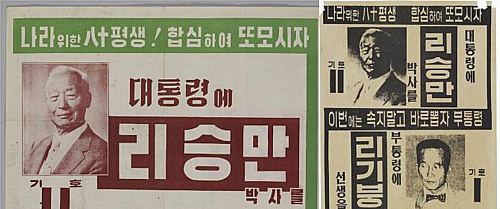 나라위한 八十평생! 합심하여 또모시자
대통령에
리승만
박사를
기호
II
나라위한 八十평생 합심하여 또모시자
대통령에
리승만
박사를
기호
II
이번에는 속지말고 바로뽑자 부통령
부통령에
리기붕
선생을
기호
I